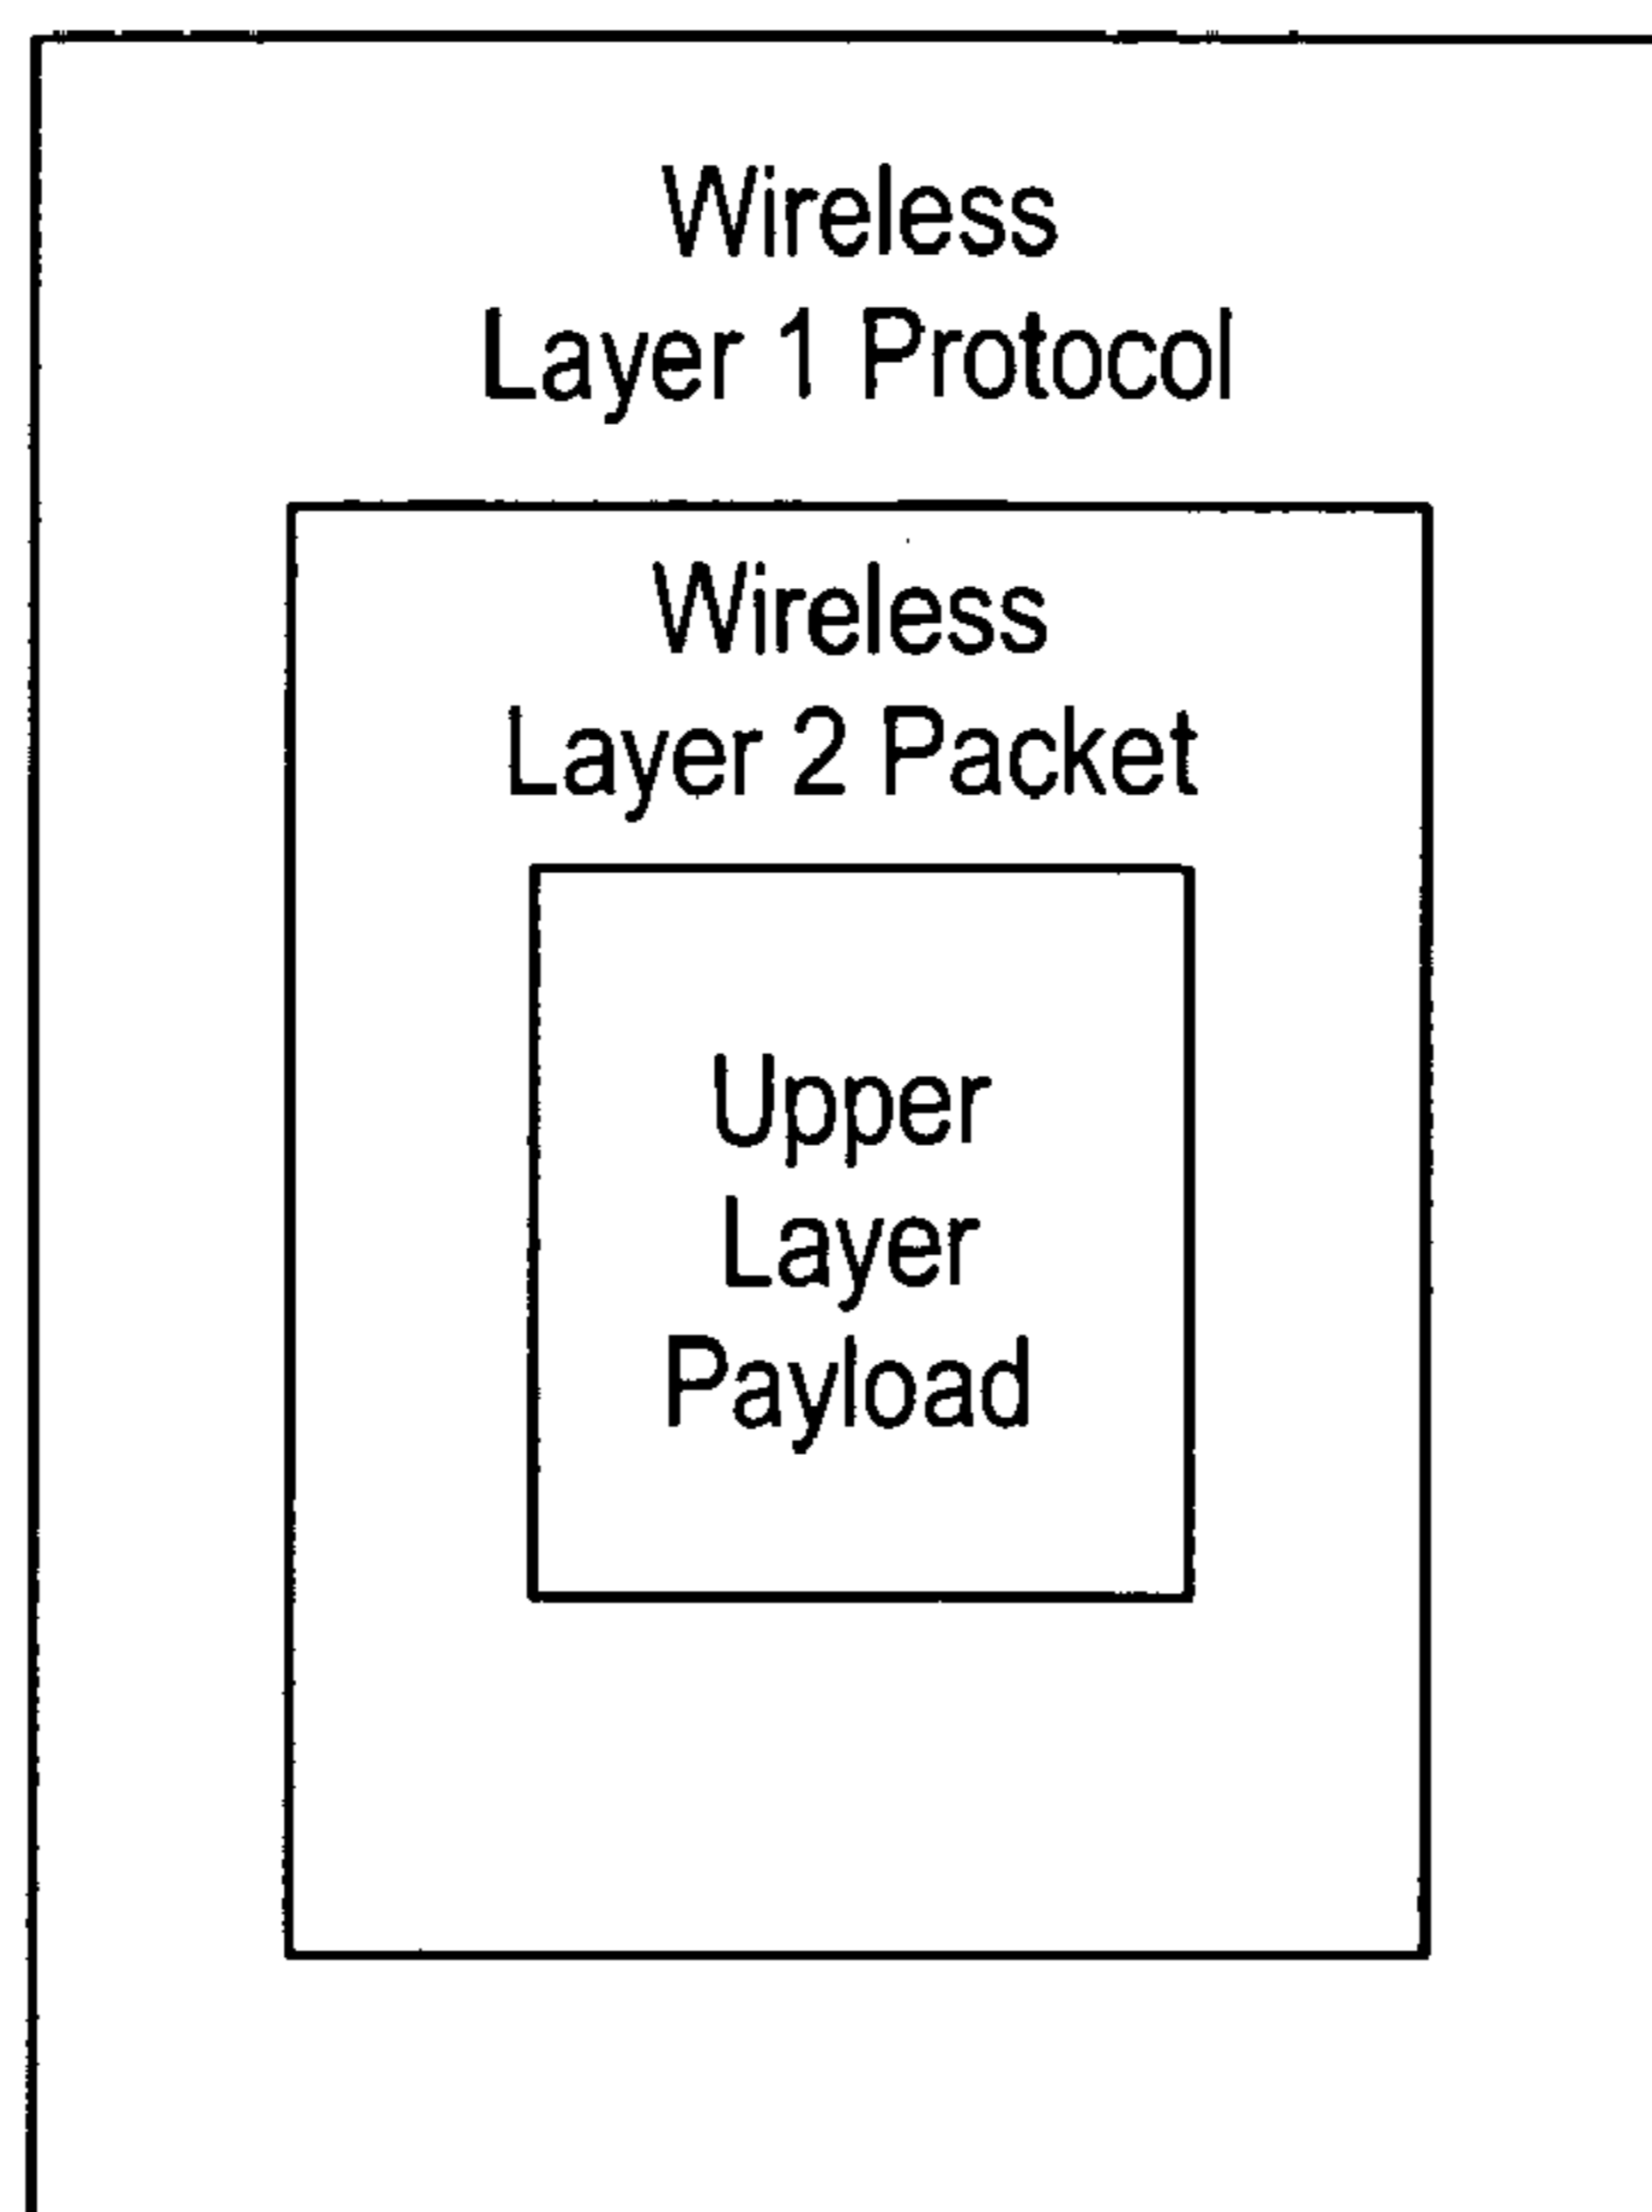 Wireless
Layer 1 Protocol
Wireless
Layer 2 Packet
Upper
Layer
Payload